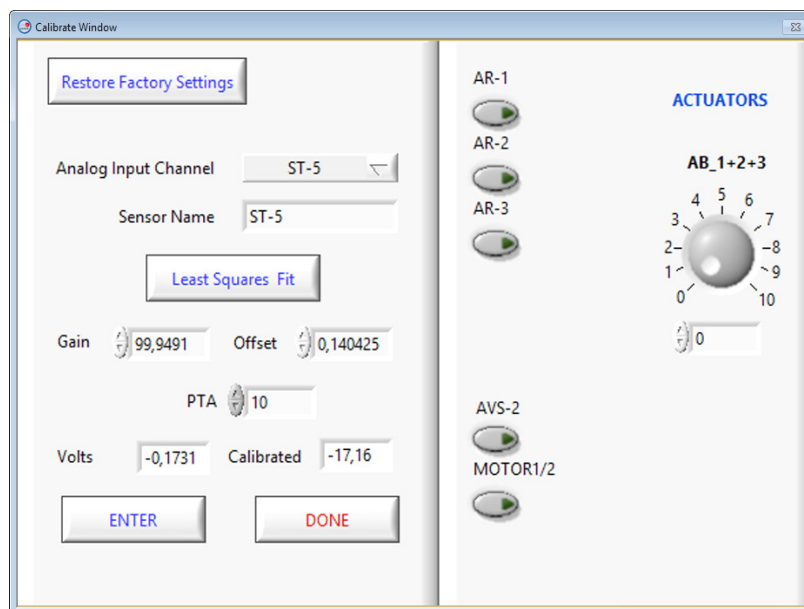 Calibrate Window
Restore Factory Settings
Analog Input Channel ST-5
Sensor Name ST-5
Least Squares Fit
Gain 99,9491 Offset 0,140425
PTA 10
Volts -0,1731 Calibrated -17,16
ENTER DONE
AR-1
AR-2
AR-3
AVS-2
MOTOR1/2
ACTUATORS
AB_1+2+3
0 1 2 3 4 5 6 7 8 9 10
0